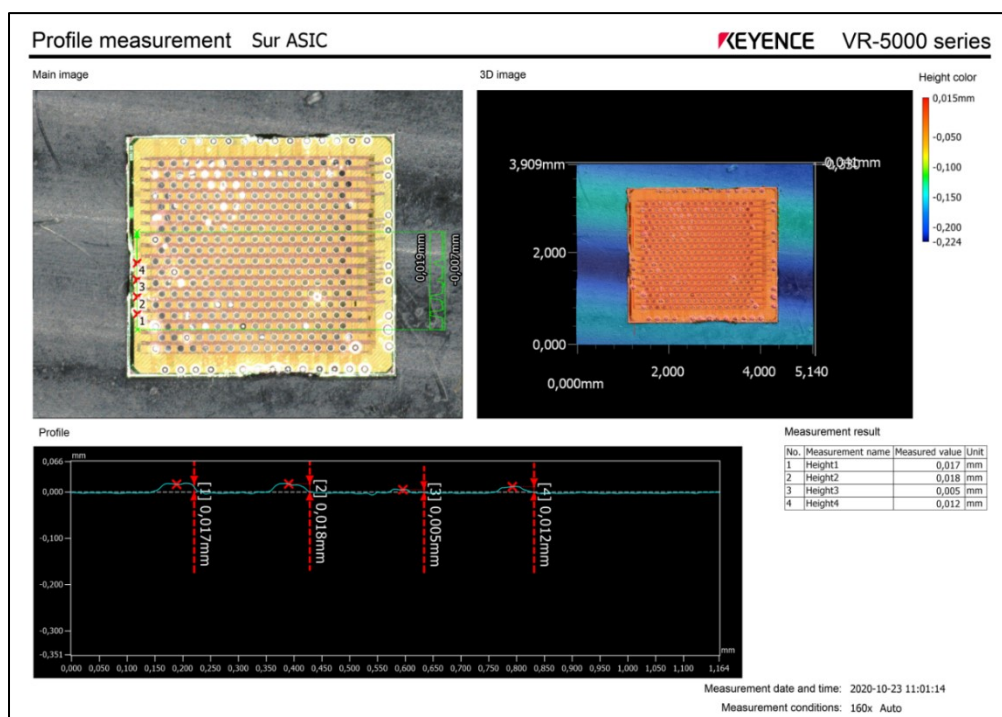 Profile measurement Sur ASIC
KEYENCE VR-5000 series
Main image
3D image
Height color
0,019mm
-0,007mm
4
3
2
1
3,909mm
2,000
0,000
0,000mm
2,000
4,000
5,140
0,015mm
-0,050
-0,100
-0,150
-0,200
-0,224
Profile
mm
0,066
0,000
-0,100
-0,200
-0,300
-0,351
[1] 0,017mm
[2] 0,018mm
[3] 0,005mm
[4] 0,012mm
mm
0,000 0,050 0,100 0,150 0,200 0,250 0,300 0,350 0,400 0,450 0,500 0,550 0,600 0,650 0,700 0,750 0,800 0,850 0,900 0,950 1,000 1,050 1,100 1,164
Measurement result
No. Measurement name Measured value Unit
1 Height1 0,017 mm
2 Height2 0,018 mm
3 Height3 0,005 mm
4 Height4 0,012 mm
Measurement date and time: 2020-10-23 11:01:14
Measurement conditions: 160x Auto